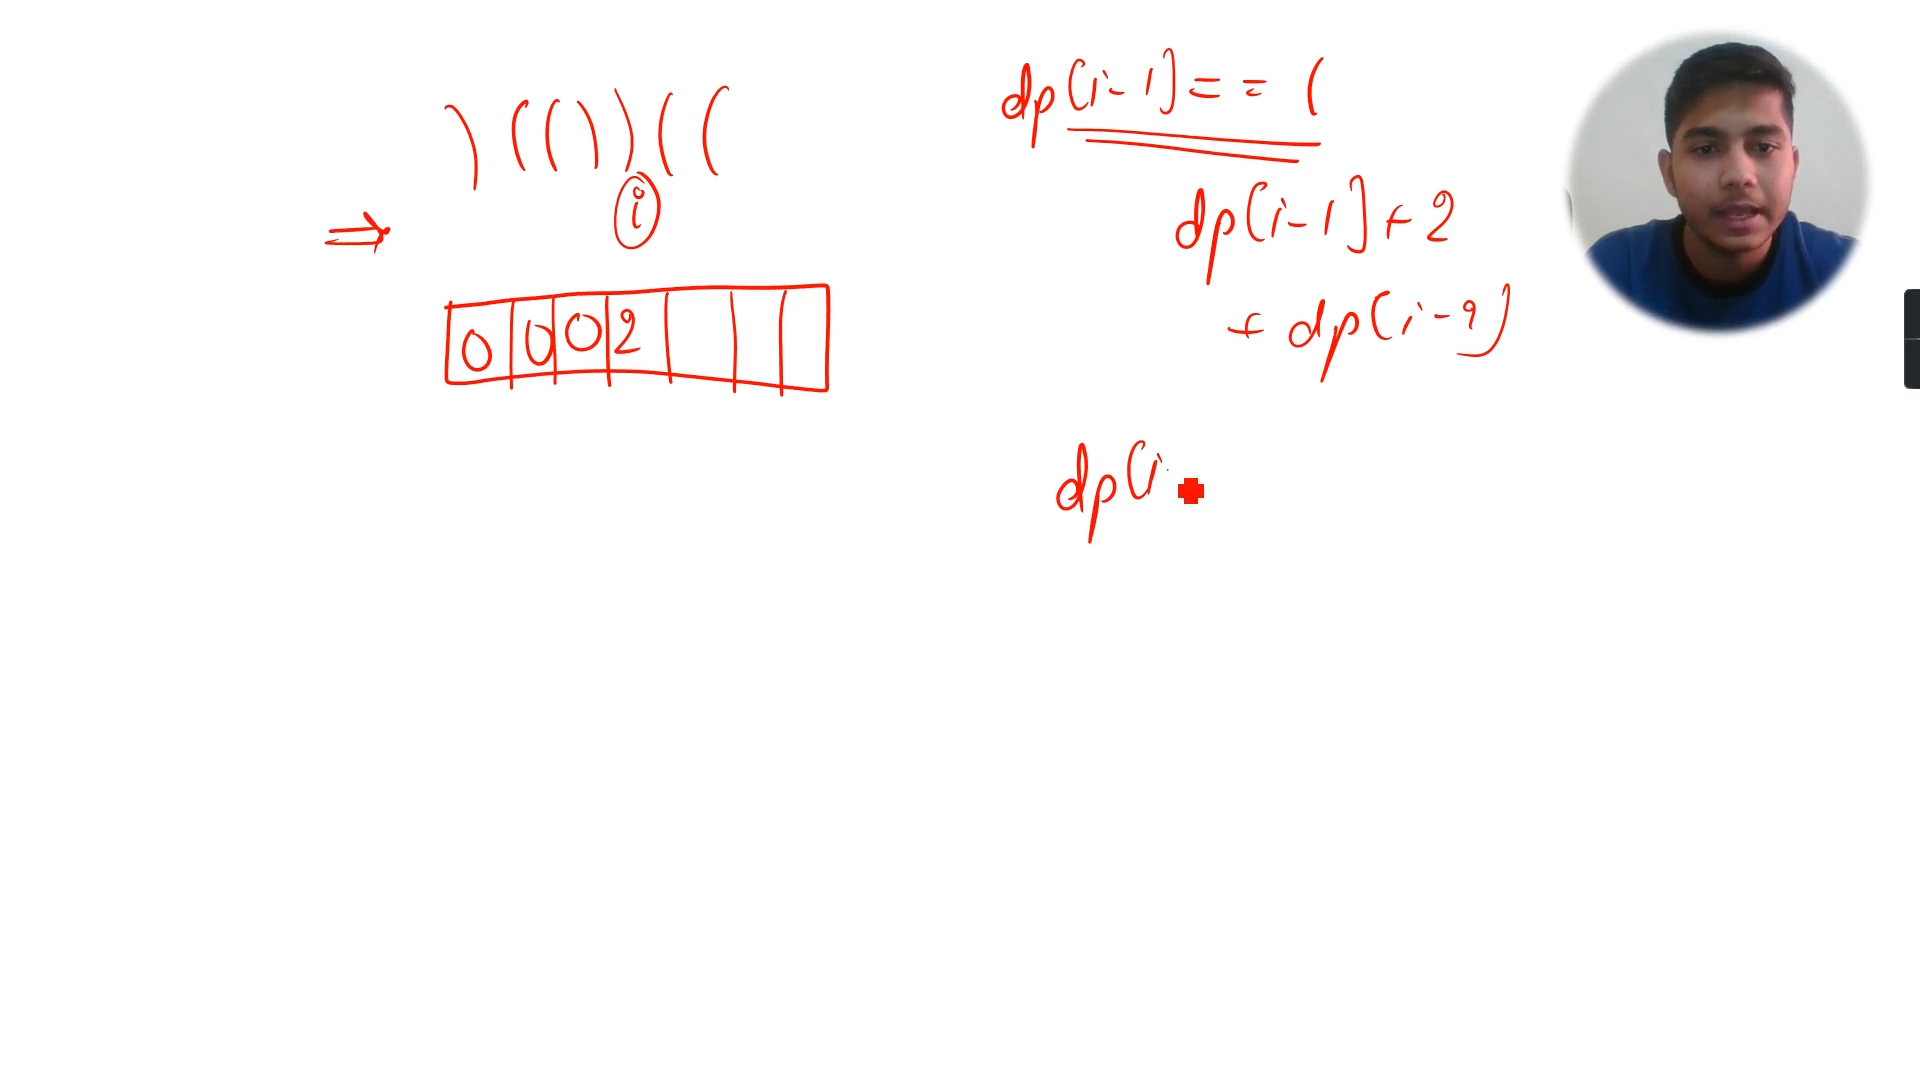 ) ( ( ) ) ( (
i
⇒
0 0 0 2
dp[i-1] == (
dp[i-1] + 2
+ dp(i-2)
dp(i